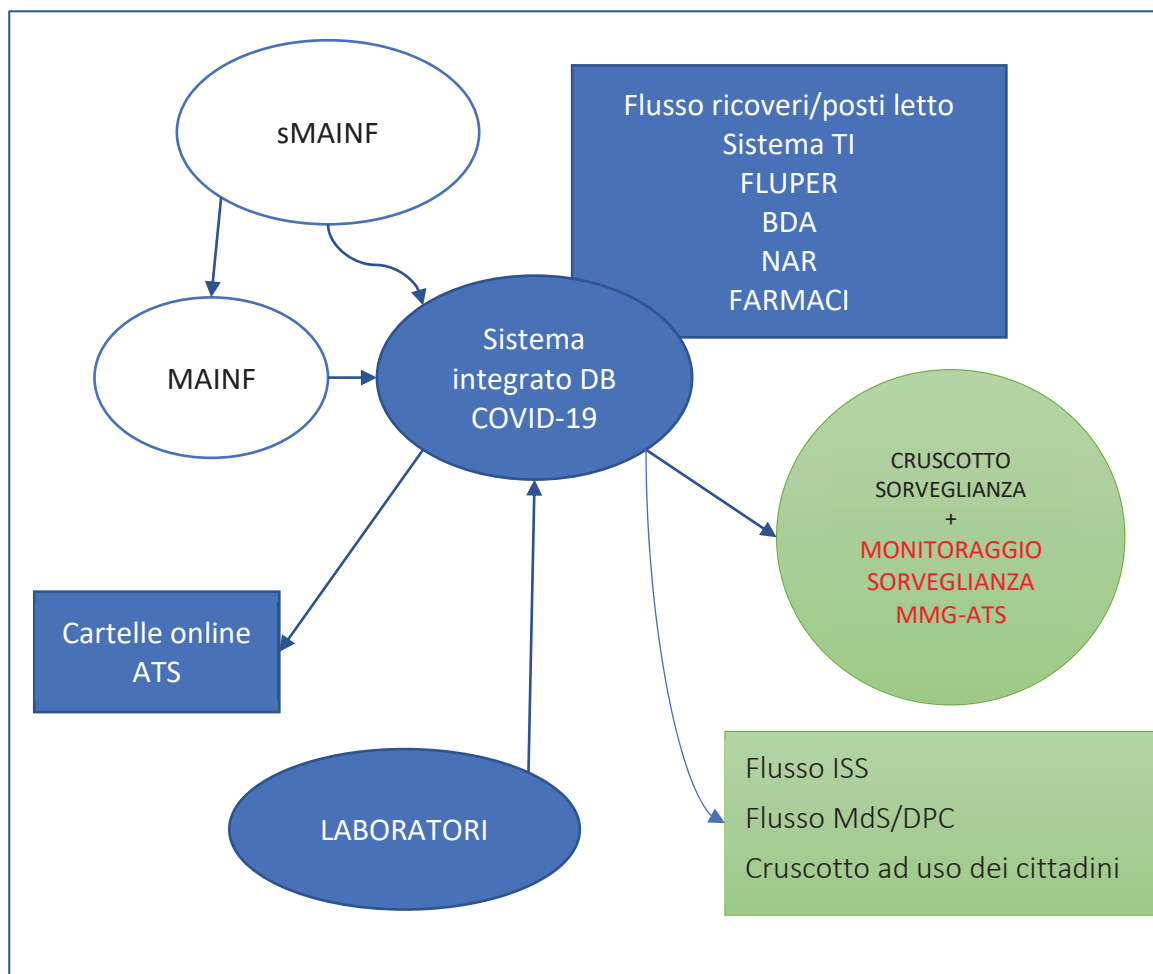 sMAINF
Flusso ricoveri/posti letto
Sistema TI
FLUPER
BDA
NAR
FARMACI
MAINF
Sistema
integrato DB
COVID-19
CRUSCOTTO
SORVEGLIANZA
+
MONITORAGGIO
SORVEGLIANZA
MMG-ATS
Cartelle online
ATS
LABORATORI
Flusso ISS
Flusso MdS/DPC
Cruscotto ad uso dei cittadini